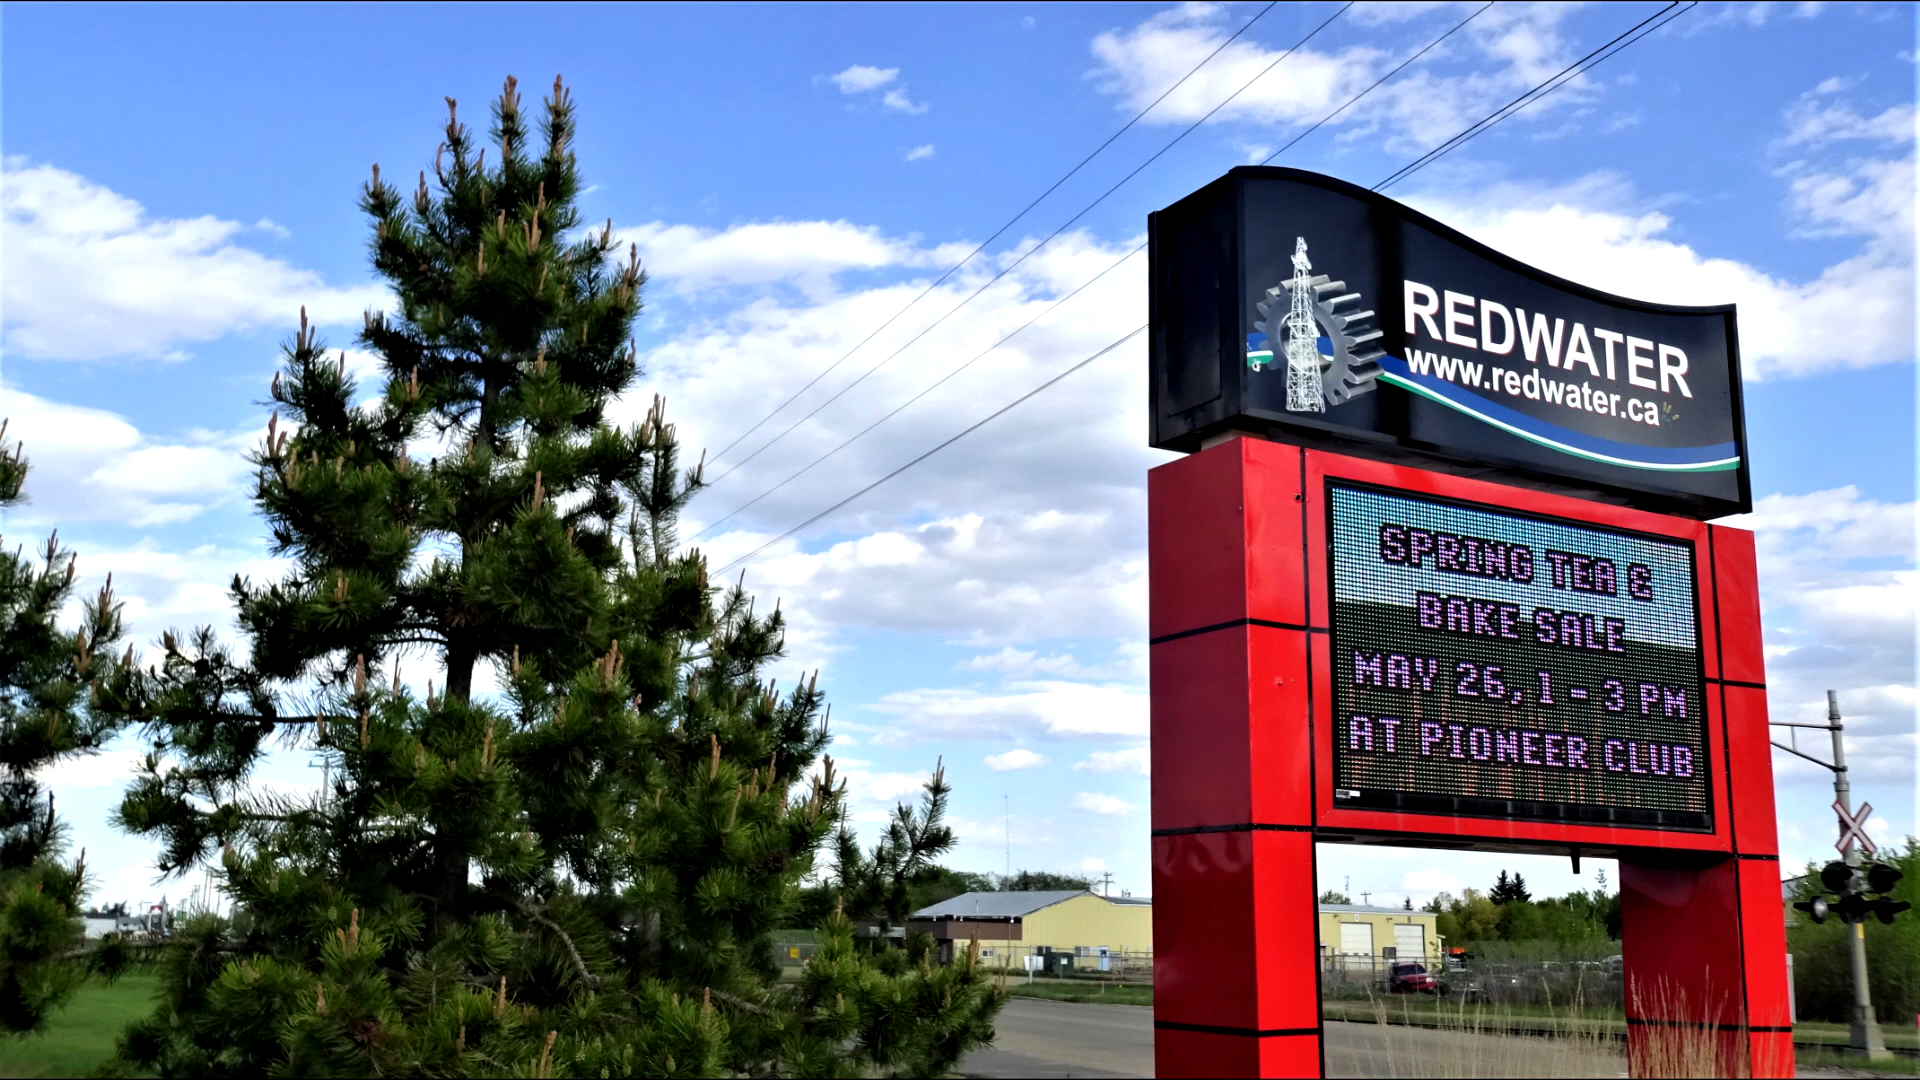 REDWATER
www.redwater.ca
SPRING TEA &
BAKE SALE
MAY 26, 1 - 3 PM
AT PIONEER CLUB